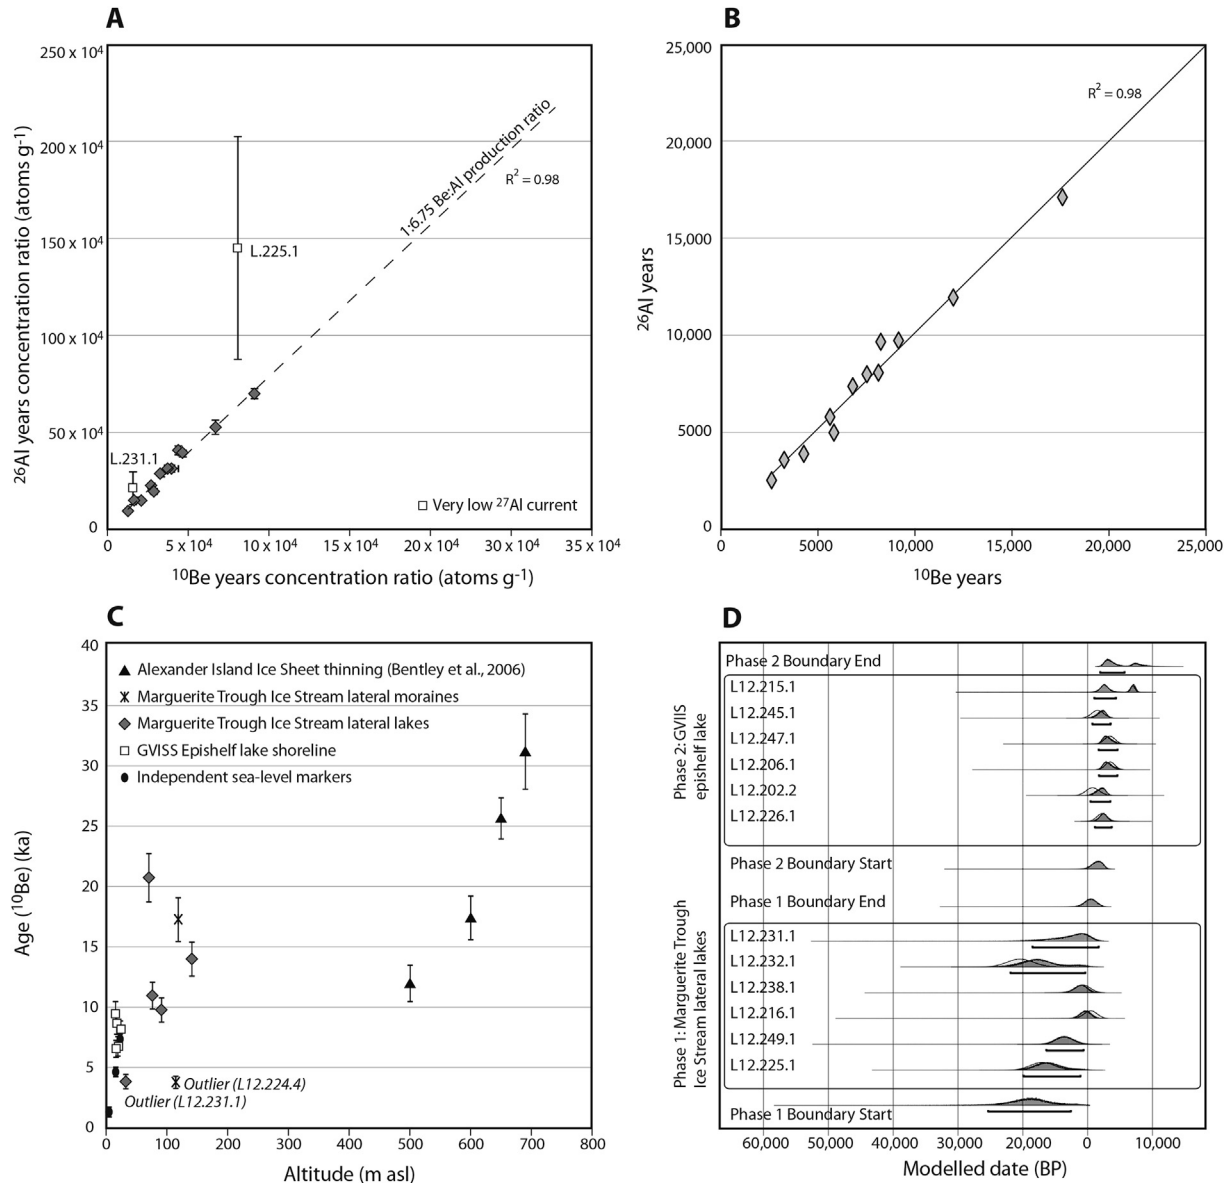 A
250 x 10⁴
200 x 10⁴
150 x 10⁴
100 x 10⁴
50 x 10⁴
0
²⁶Al years concentration ratio (atoms g⁻¹)
1:6.75 Be:Al production ratio
R² = 0.98
L.225.1
L.231.1
Very low ²⁷Al current
0
5 x 10⁴
10 x 10⁴
15 x 10⁴
20 x 10⁴
25 x 10⁴
30 x 10⁴
35 x 10⁴
¹⁰Be years concentration ratio (atoms g⁻¹)
B
25,000
20,000
15,000
10,000
5000
0
²⁶Al years
R² = 0.98
0
5000
10,000
15,000
20,000
25,000
¹⁰Be years
C
40
35
30
25
20
15
10
5
0
Age (¹⁰Be) (ka)
Alexander Island Ice Sheet thinning (Bentley et al., 2006)
Marguerite Trough Ice Stream lateral moraines
Marguerite Trough Ice Stream lateral lakes
GVISS Epishelf lake shoreline
Independent sea-level markers
Outlier (L12.224.4)
Outlier (L12.231.1)
0
100
200
300
400
500
600
700
800
Altitude (m asl)
D
Phase 2 Boundary End
Phase 2: GVIIS
epishelf lake
L12.215.1
L12.245.1
L12.247.1
L12.206.1
L12.202.2
L12.226.1
Phase 2 Boundary Start
Phase 1 Boundary End
Phase 1: Marguerite Trough
Ice Stream lateral lakes
L12.231.1
L12.232.1
L12.238.1
L12.216.1
L12.249.1
L12.225.1
Phase 1 Boundary Start
60,000
50,000
40,000
30,000
20,000
10,000
0
10,000
Modelled date (BP)